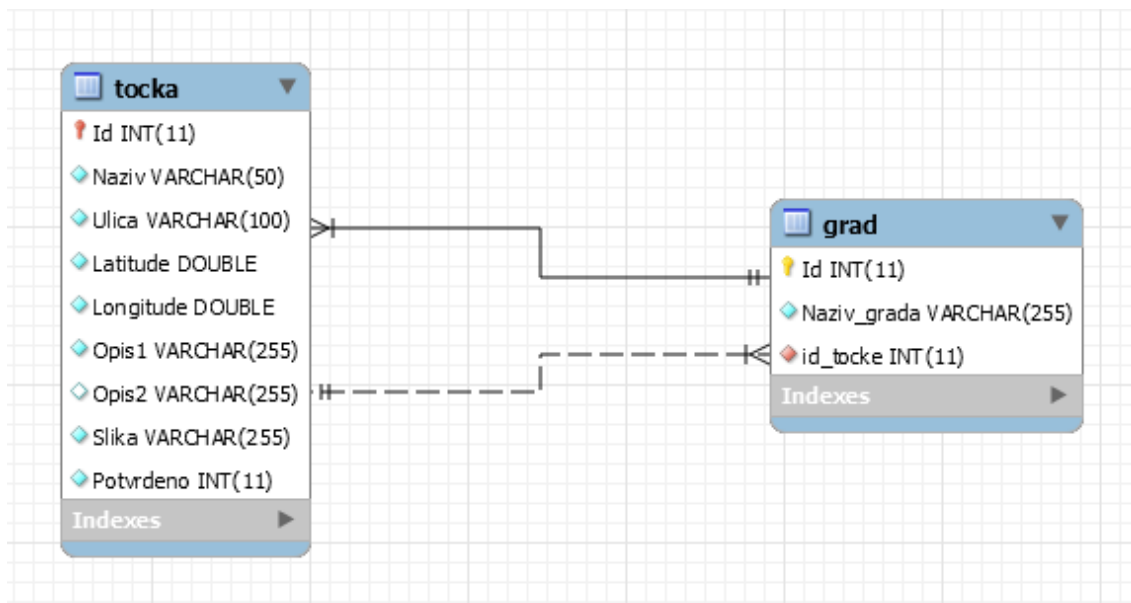 tocka
Id INT(11)
Naziv VARCHAR(50)
Ulica VARCHAR(100)
Latitude DOUBLE
Longitude DOUBLE
Opis1 VARCHAR(255)
Opis2 VARCHAR(255)
Slika VARCHAR(255)
Potvrdeno INT(11)
Indexes
grad
Id INT(11)
Naziv_grada VARCHAR(255)
id_tocke INT(11)
Indexes